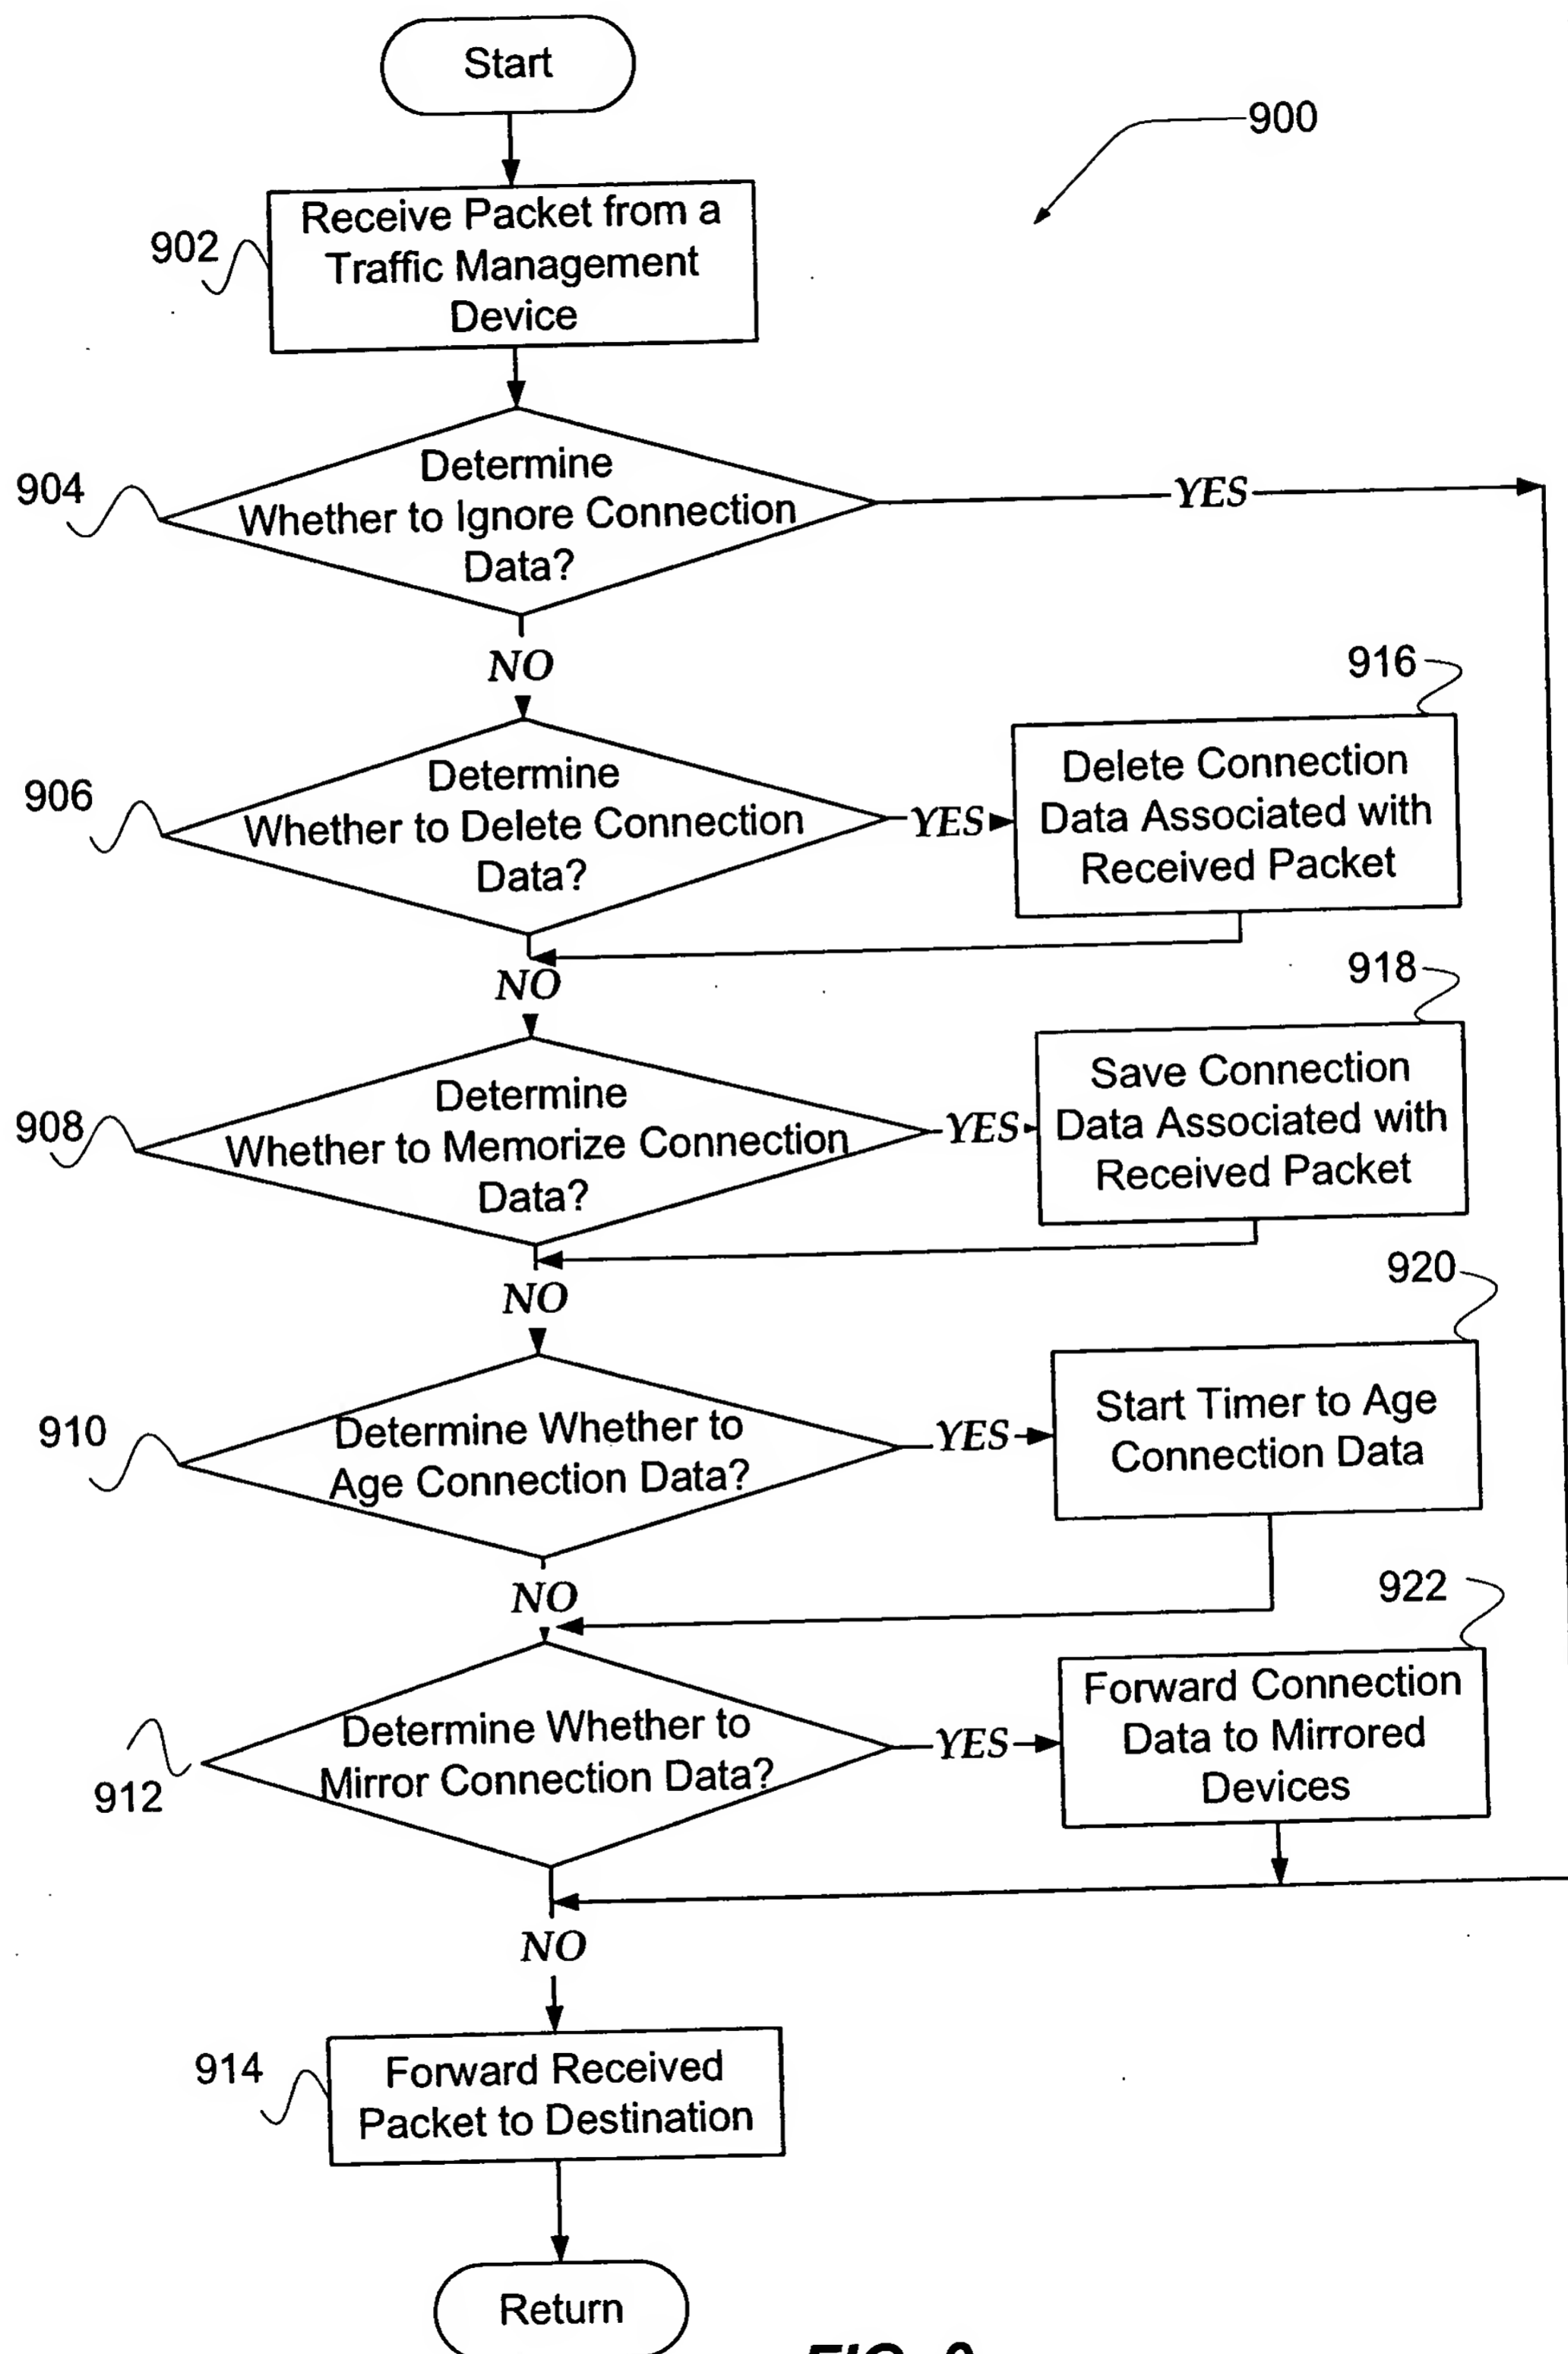 Start
900
902
Receive Packet from a
Traffic Management
Device
904
Determine
Whether to Ignore Connection
Data?
YES
NO
916
906
Determine
Whether to Delete Connection
Data?
YES
Delete Connection
Data Associated with
Received Packet
NO
918
908
Determine
Whether to Memorize Connection
Data?
YES
Save Connection
Data Associated with
Received Packet
NO
920
910
Determine Whether to
Age Connection Data?
YES
Start Timer to Age
Connection Data
NO
922
912
Determine Whether to
Mirror Connection Data?
YES
Forward Connection
Data to Mirrored
Devices
NO
914
Forward Received
Packet to Destination
Return